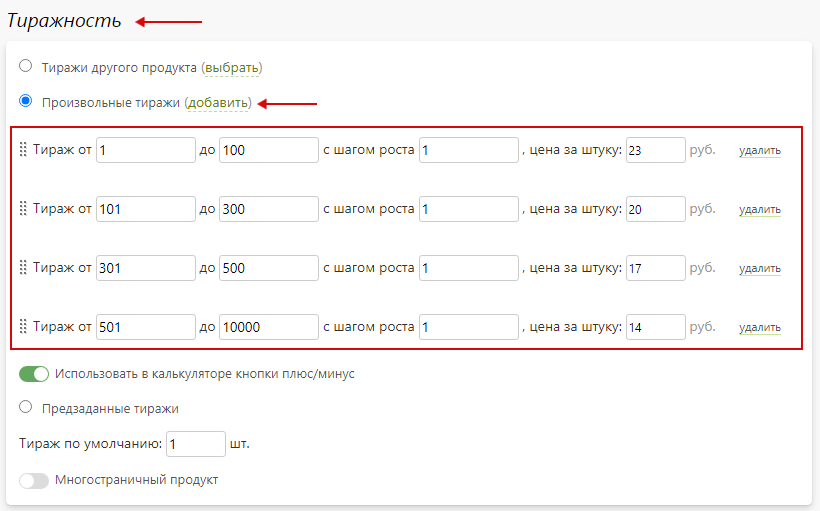 Тиражность
Тиражи другого продукта (выбрать)
Произвольные тиражи (добавить)
Тираж от 1 до 100 с шагом роста 1 , цена за штуку: 23 руб. удалить
Тираж от 101 до 300 с шагом роста 1 , цена за штуку: 20 руб. удалить
Тираж от 301 до 500 с шагом роста 1 , цена за штуку: 17 руб. удалить
Тираж от 501 до 10000 с шагом роста 1 , цена за штуку: 14 руб. удалить
Использовать в калькуляторе кнопки плюс/минус
Предзаданные тиражи
Тираж по умолчанию: 1 шт.
Многостраничный продукт